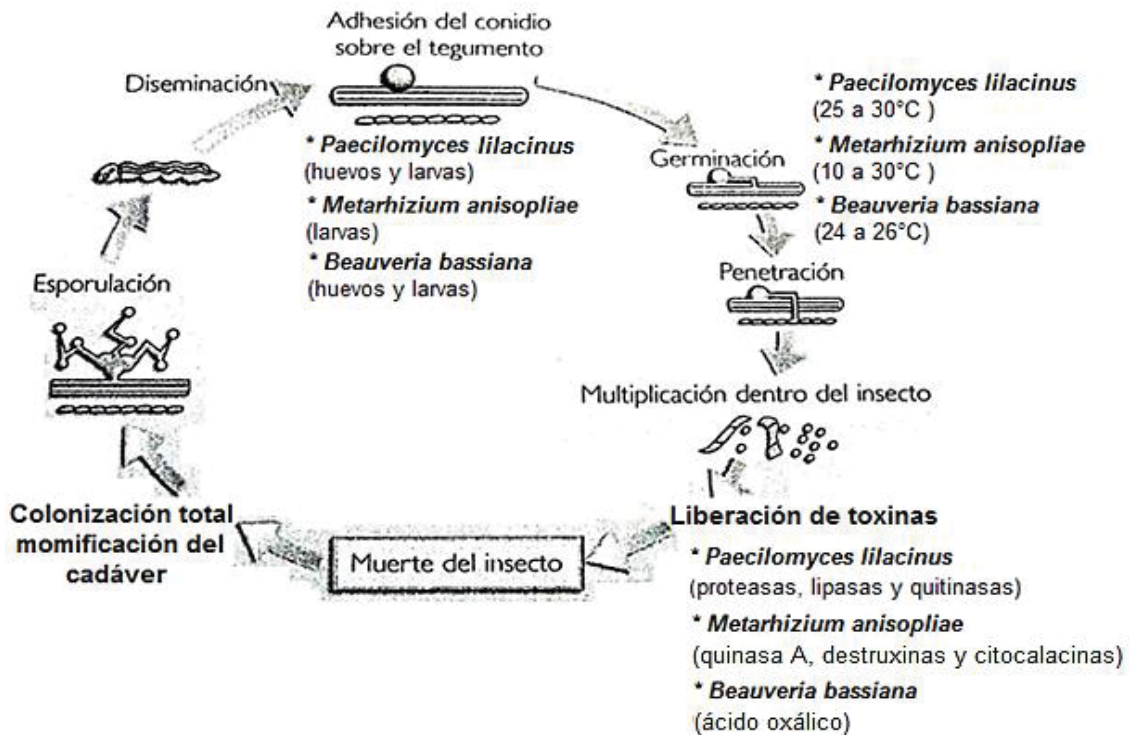 Adhesión del conidio
sobre el tegumento
Diseminación
* Paecilomyces lilacinus
(huevos y larvas)
* Metarhizium anisopliae
(larvas)
* Beauveria bassiana
(huevos y larvas)
* Paecilomyces lilacinus
(25 a 30°C )
Germinación
* Metarhizium anisopliae
(10 a 30°C )
* Beauveria bassiana
(24 a 26°C)
Penetración
Multiplicación dentro del insecto
Liberación de toxinas
* Paecilomyces lilacinus
(proteasas, lipasas y quitinasas)
* Metarhizium anisopliae
(quinasa A, destruxinas y citocalacinas)
* Beauveria bassiana
(ácido oxálico)
Muerte del insecto
Colonización total
momificación del
cadáver
Esporulación